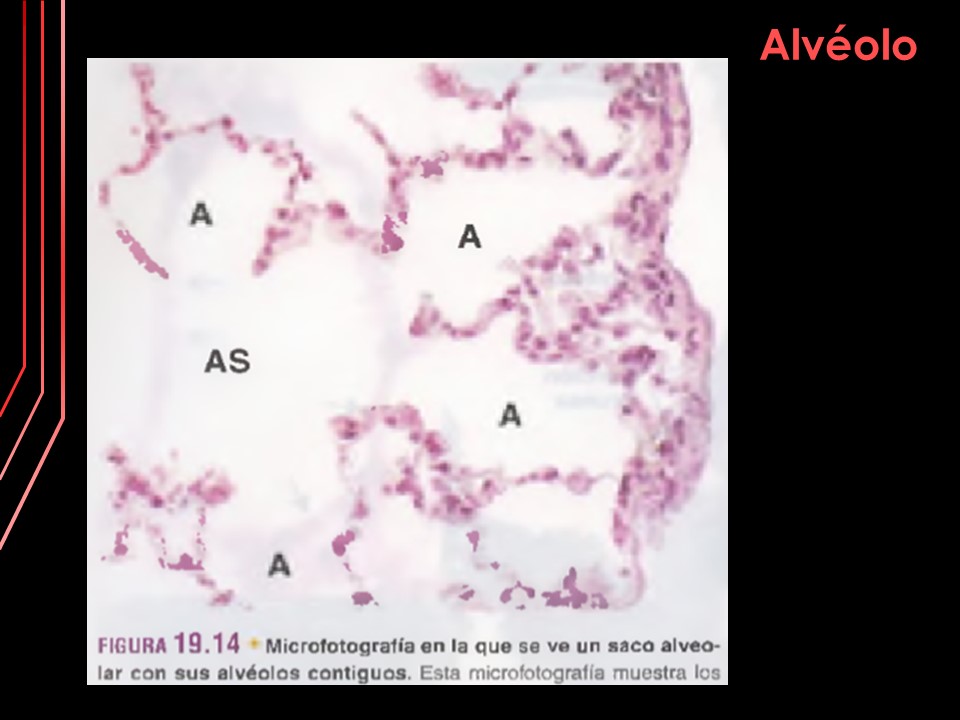 Alvéolo
A
A
AS
A
A
FIGURA 19.14 Microfotografía en la que se ve un saco alveo-
lar con sus alvéolos contiguos. Esta microfotografía muestra los